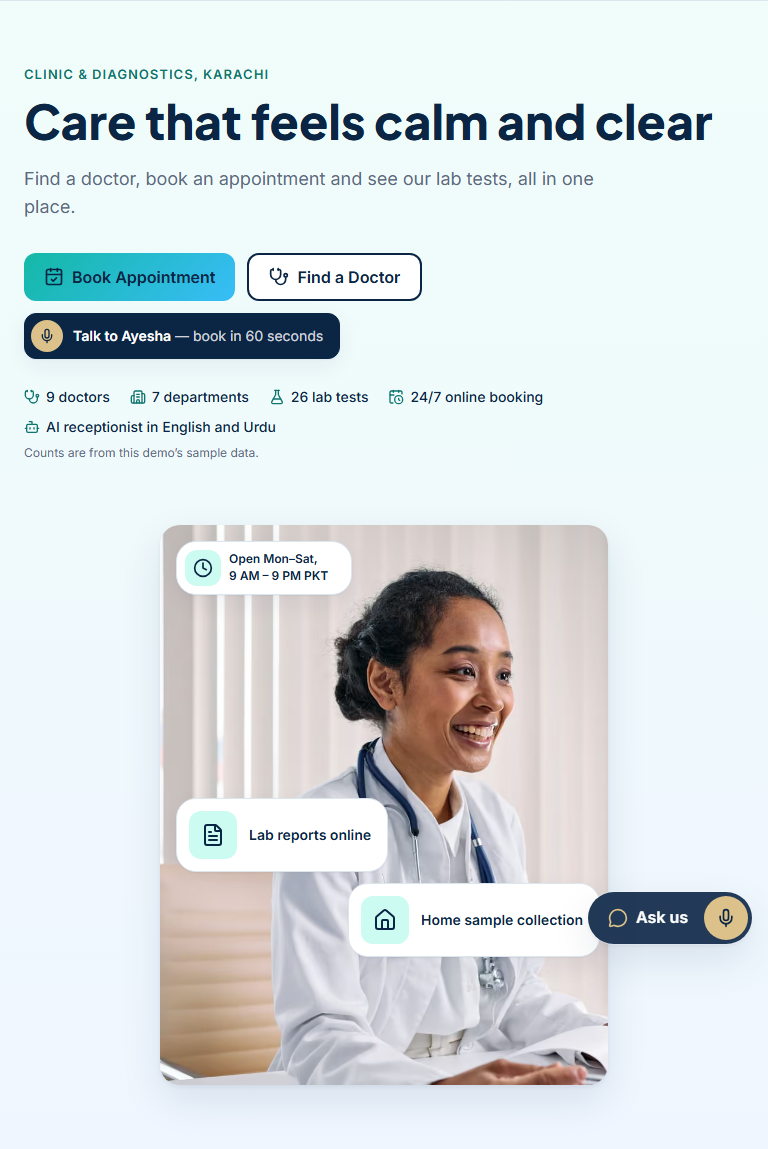 CLINIC & DIAGNOSTICS, KARACHI
Care that feels calm and clear
Find a doctor, book an appointment and see our lab tests, all in one
place.
Book Appointment
Find a Doctor
Talk to Ayesha — book in 60 seconds
9 doctors
7 departments
26 lab tests
24/7 online booking
AI receptionist in English and Urdu
Counts are from this demo’s sample data.
Open Mon–Sat,
9 AM – 9 PM PKT
Lab reports online
Home sample collection
Ask us